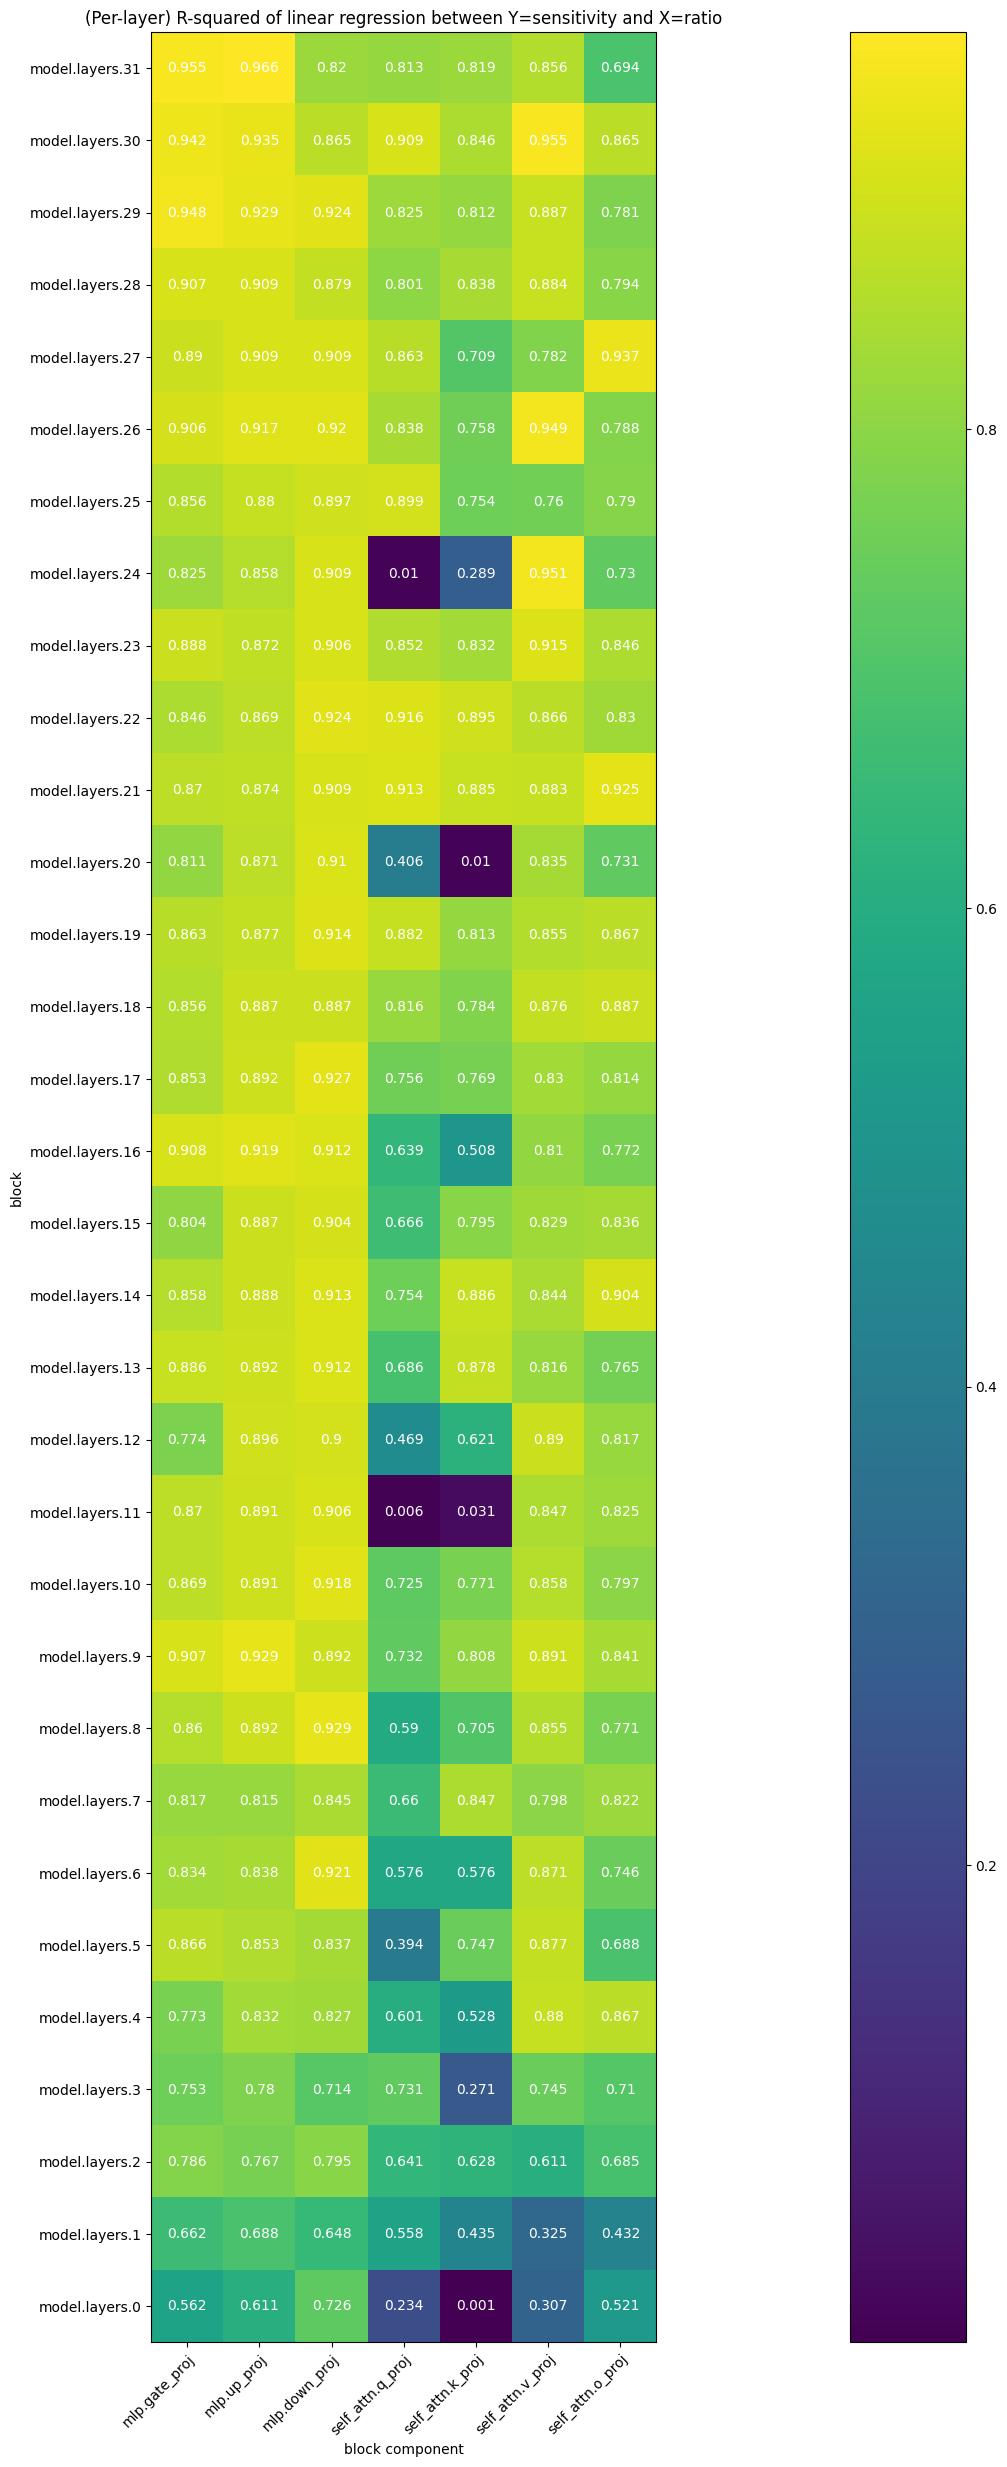 (Per-layer) R-squared of linear regression between Y=sensitivity and X=ratio
model.layers.31 0.955 0.966 0.82 0.813 0.819 0.856 0.694
model.layers.30 0.942 0.935 0.865 0.909 0.846 0.955 0.865
model.layers.29 0.948 0.929 0.924 0.825 0.812 0.887 0.781
model.layers.28 0.907 0.909 0.879 0.801 0.838 0.884 0.794
model.layers.27 0.89 0.909 0.909 0.863 0.709 0.782 0.937
model.layers.26 0.906 0.917 0.92 0.838 0.758 0.949 0.788
0.8
model.layers.25 0.856 0.88 0.897 0.899 0.754 0.76 0.79
model.layers.24 0.825 0.858 0.909 0.01 0.289 0.951 0.73
model.layers.23 0.888 0.872 0.906 0.852 0.832 0.915 0.846
model.layers.22 0.846 0.869 0.924 0.916 0.895 0.866 0.83
model.layers.21 0.87 0.874 0.909 0.913 0.885 0.883 0.925
model.layers.20 0.811 0.871 0.91 0.406 0.01 0.835 0.731
0.6
model.layers.19 0.863 0.877 0.914 0.882 0.813 0.855 0.867
model.layers.18 0.856 0.887 0.887 0.816 0.784 0.876 0.887
model.layers.17 0.853 0.892 0.927 0.756 0.769 0.83 0.814
model.layers.16 0.908 0.919 0.912 0.639 0.508 0.81 0.772
block
model.layers.15 0.804 0.887 0.904 0.666 0.795 0.829 0.836
model.layers.14 0.858 0.888 0.913 0.754 0.886 0.844 0.904
model.layers.13 0.886 0.892 0.912 0.686 0.878 0.816 0.765
0.4
model.layers.12 0.774 0.896 0.9 0.469 0.621 0.89 0.817
model.layers.11 0.87 0.891 0.906 0.006 0.031 0.847 0.825
model.layers.10 0.869 0.891 0.918 0.725 0.771 0.858 0.797
model.layers.9 0.907 0.929 0.892 0.732 0.808 0.891 0.841
model.layers.8 0.86 0.892 0.929 0.59 0.705 0.855 0.771
model.layers.7 0.817 0.815 0.845 0.66 0.847 0.798 0.822
0.2
model.layers.6 0.834 0.838 0.921 0.576 0.576 0.871 0.746
model.layers.5 0.866 0.853 0.837 0.394 0.747 0.877 0.688
model.layers.4 0.773 0.832 0.827 0.601 0.528 0.88 0.867
model.layers.3 0.753 0.78 0.714 0.731 0.271 0.745 0.71
model.layers.2 0.786 0.767 0.795 0.641 0.628 0.611 0.685
model.layers.1 0.662 0.688 0.648 0.558 0.435 0.325 0.432
model.layers.0 0.562 0.611 0.726 0.234 0.001 0.307 0.521
mlp.gate_proj mlp.up_proj mlp.down_proj self_attn.q_proj self_attn.k_proj self_attn.v_proj self_attn.o_proj
block component